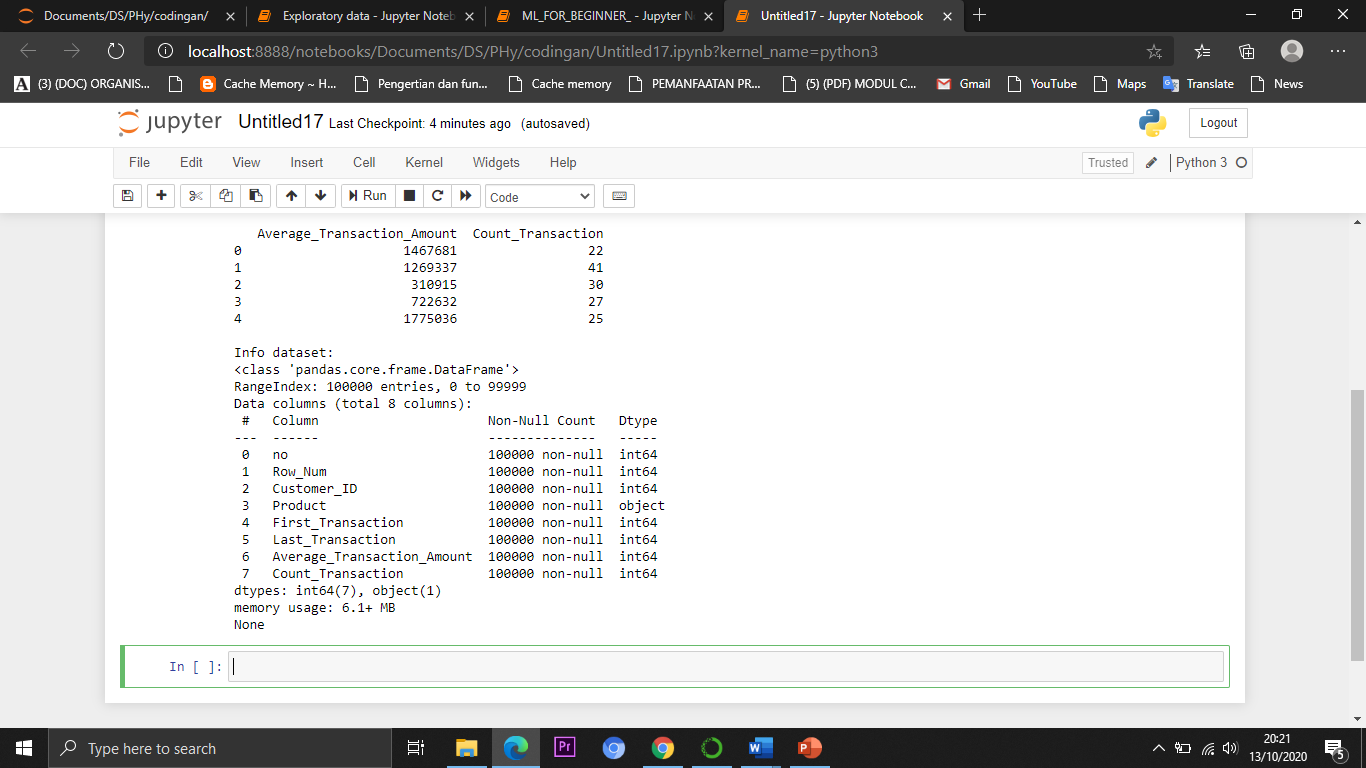 Documents/DS/PHy/codingan/
Exploratory data - Jupyter Noteb
ML_FOR_BEGINNER_ - Jupyter N
Untitled17 - Jupyter Notebook
localhost:8888/notebooks/Documents/DS/PHy/codingan/Untitled17.ipynb?kernel_name=python3
A (3) (DOC) ORGANIS...
Cache Memory ~ H...
Pengertian dan fun...
Cache memory
PEMANFAATAN PR...
(5) (PDF) MODUL C...
Gmail
YouTube
Maps
Translate
News
jupyter Untitled17 Last Checkpoint: 4 minutes ago (autosaved)
Logout
File Edit View Insert Cell Kernel Widgets Help
Trusted
Python 3
Run
Code
Average_Transaction_Amount Count_Transaction
0 1467681 22
1 1269337 41
2 310915 30
3 722632 27
4 1775036 25
Info dataset:
<class 'pandas.core.frame.DataFrame'>
RangeIndex: 100000 entries, 0 to 99999
Data columns (total 8 columns):
# Column Non-Null Count Dtype
--- ------ -------------- -----
0 no 100000 non-null int64
1 Row_Num 100000 non-null int64
2 Customer_ID 100000 non-null int64
3 Product 100000 non-null object
4 First_Transaction 100000 non-null int64
5 Last_Transaction 100000 non-null int64
6 Average_Transaction_Amount 100000 non-null int64
7 Count_Transaction 100000 non-null int64
dtypes: int64(7), object(1)
memory usage: 6.1+ MB
None
In [ ]:
Type here to search
Pr
W
P
20:21
13/10/2020
5